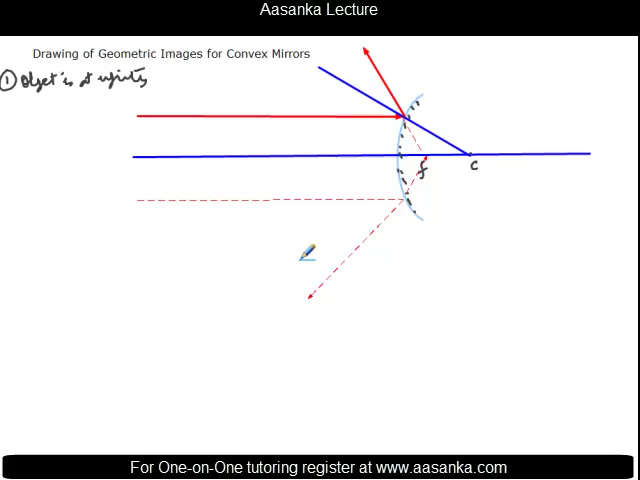 Aasanka Lecture
Drawing of Geometric Images for Convex Mirrors
1 Object is at infinity
f
C
For One-on-One tutoring register at www.aasanka.com